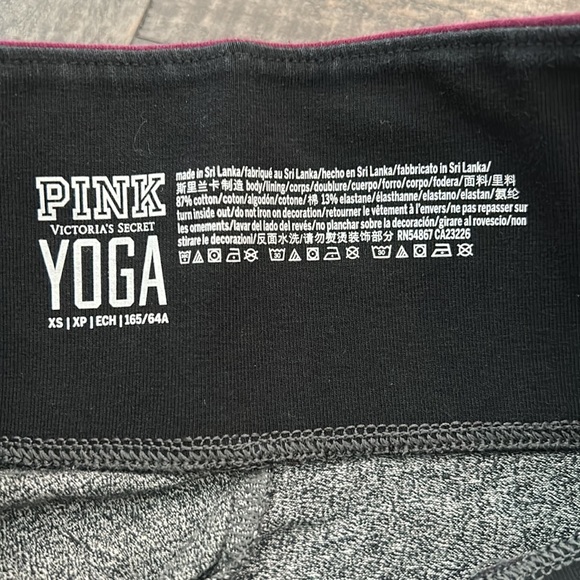 PINK
VICTORIA'S SECRET
YOGA
XS | XP | ECH | 165/64A
made in Sri Lanka/fabriqué au Sri Lanka/hecho en Sri Lanka/fabbricato in Sri Lanka/
斯里兰卡制造 body/lining/corps/doublure/cuerpo/forro/corpo/fodera/面料/里料
87% cotton/coton/algodón/cotone/棉 13% elastane/élasthanne/elastano/elastan/氨纶
turn inside out/do not iron on decoration/retourner le vêtement à l'envers/ne pas repasser sur
les ornements/lavar del lado del revés/no planchar sobre la decoración/girare al rovescio/non
stirare le decorazioni/反面水洗/请勿熨烫装饰部分 RN54867 CA23226